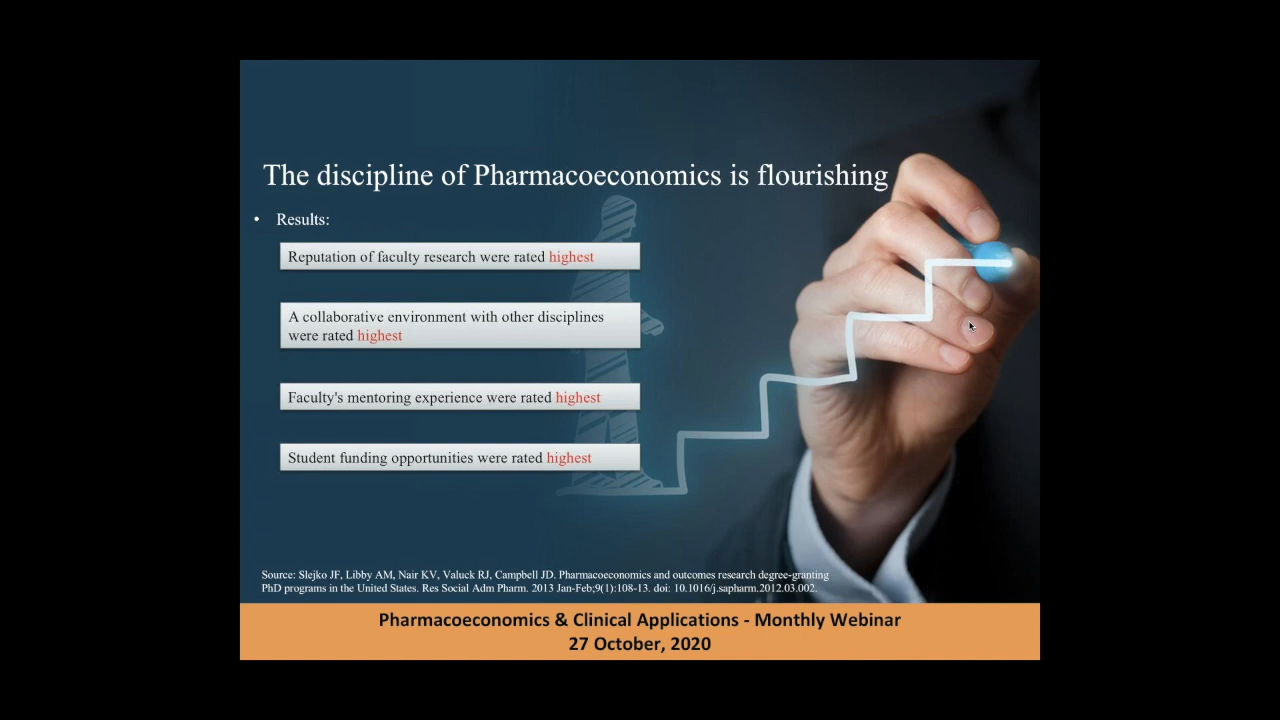 The discipline of Pharmacoeconomics is flourishing
• Results:
Reputation of faculty research were rated highest
A collaborative environment with other disciplines
were rated highest
Faculty's mentoring experience were rated highest
Student funding opportunities were rated highest
Source: Slejko JF, Libby AM, Nair KV, Valuck RJ, Campbell JD. Pharmacoeconomics and outcomes research degree-granting
PhD programs in the United States. Res Social Adm Pharm. 2013 Jan-Feb;9(1):108-13. doi: 10.1016/j.sapharm.2012.03.002.
Pharmacoeconomics & Clinical Applications - Monthly Webinar
27 October, 2020